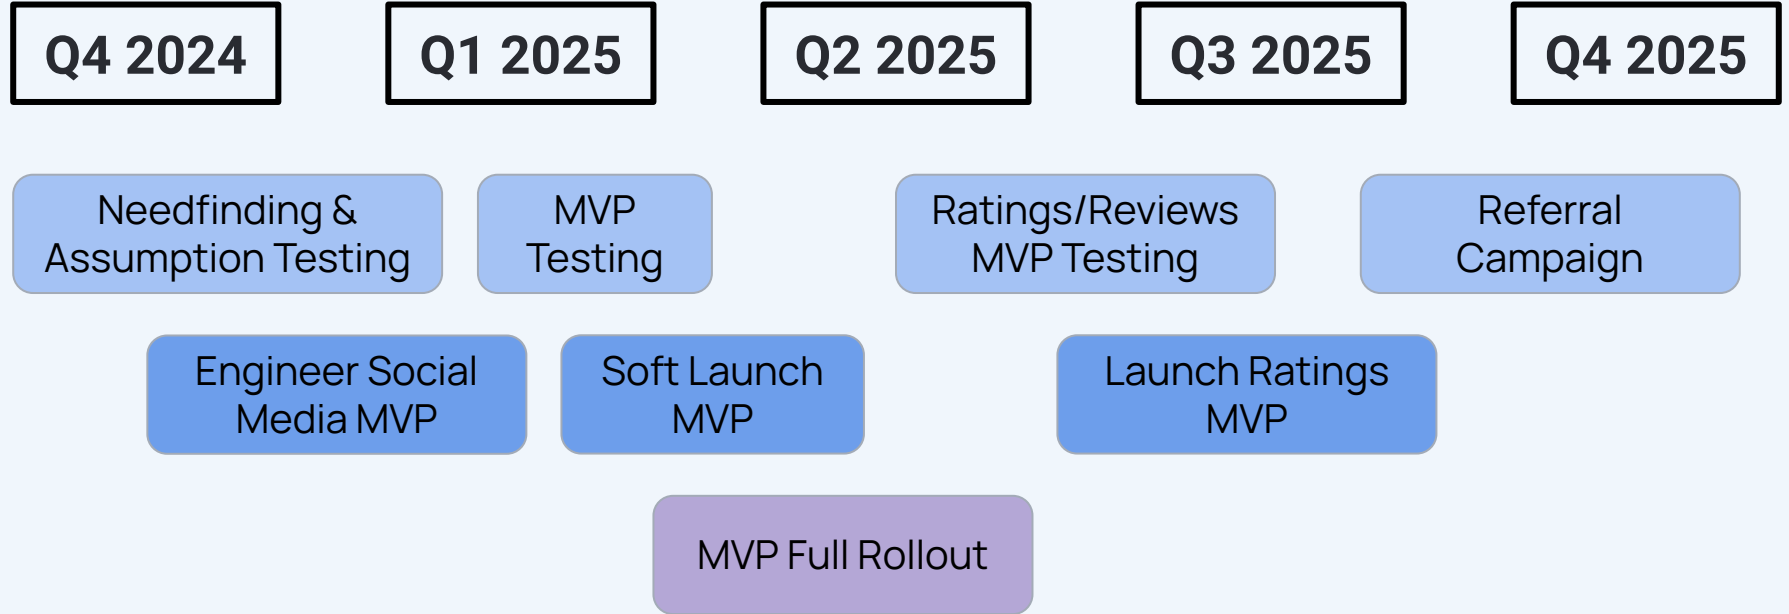 Q4 2024
Q1 2025
Q2 2025
Q3 2025
Q4 2025
Needfinding &
Assumption Testing
MVP
Testing
Ratings/Reviews
MVP Testing
Referral
Campaign
Engineer Social
Media MVP
Soft Launch
MVP
Launch Ratings
MVP
MVP Full Rollout